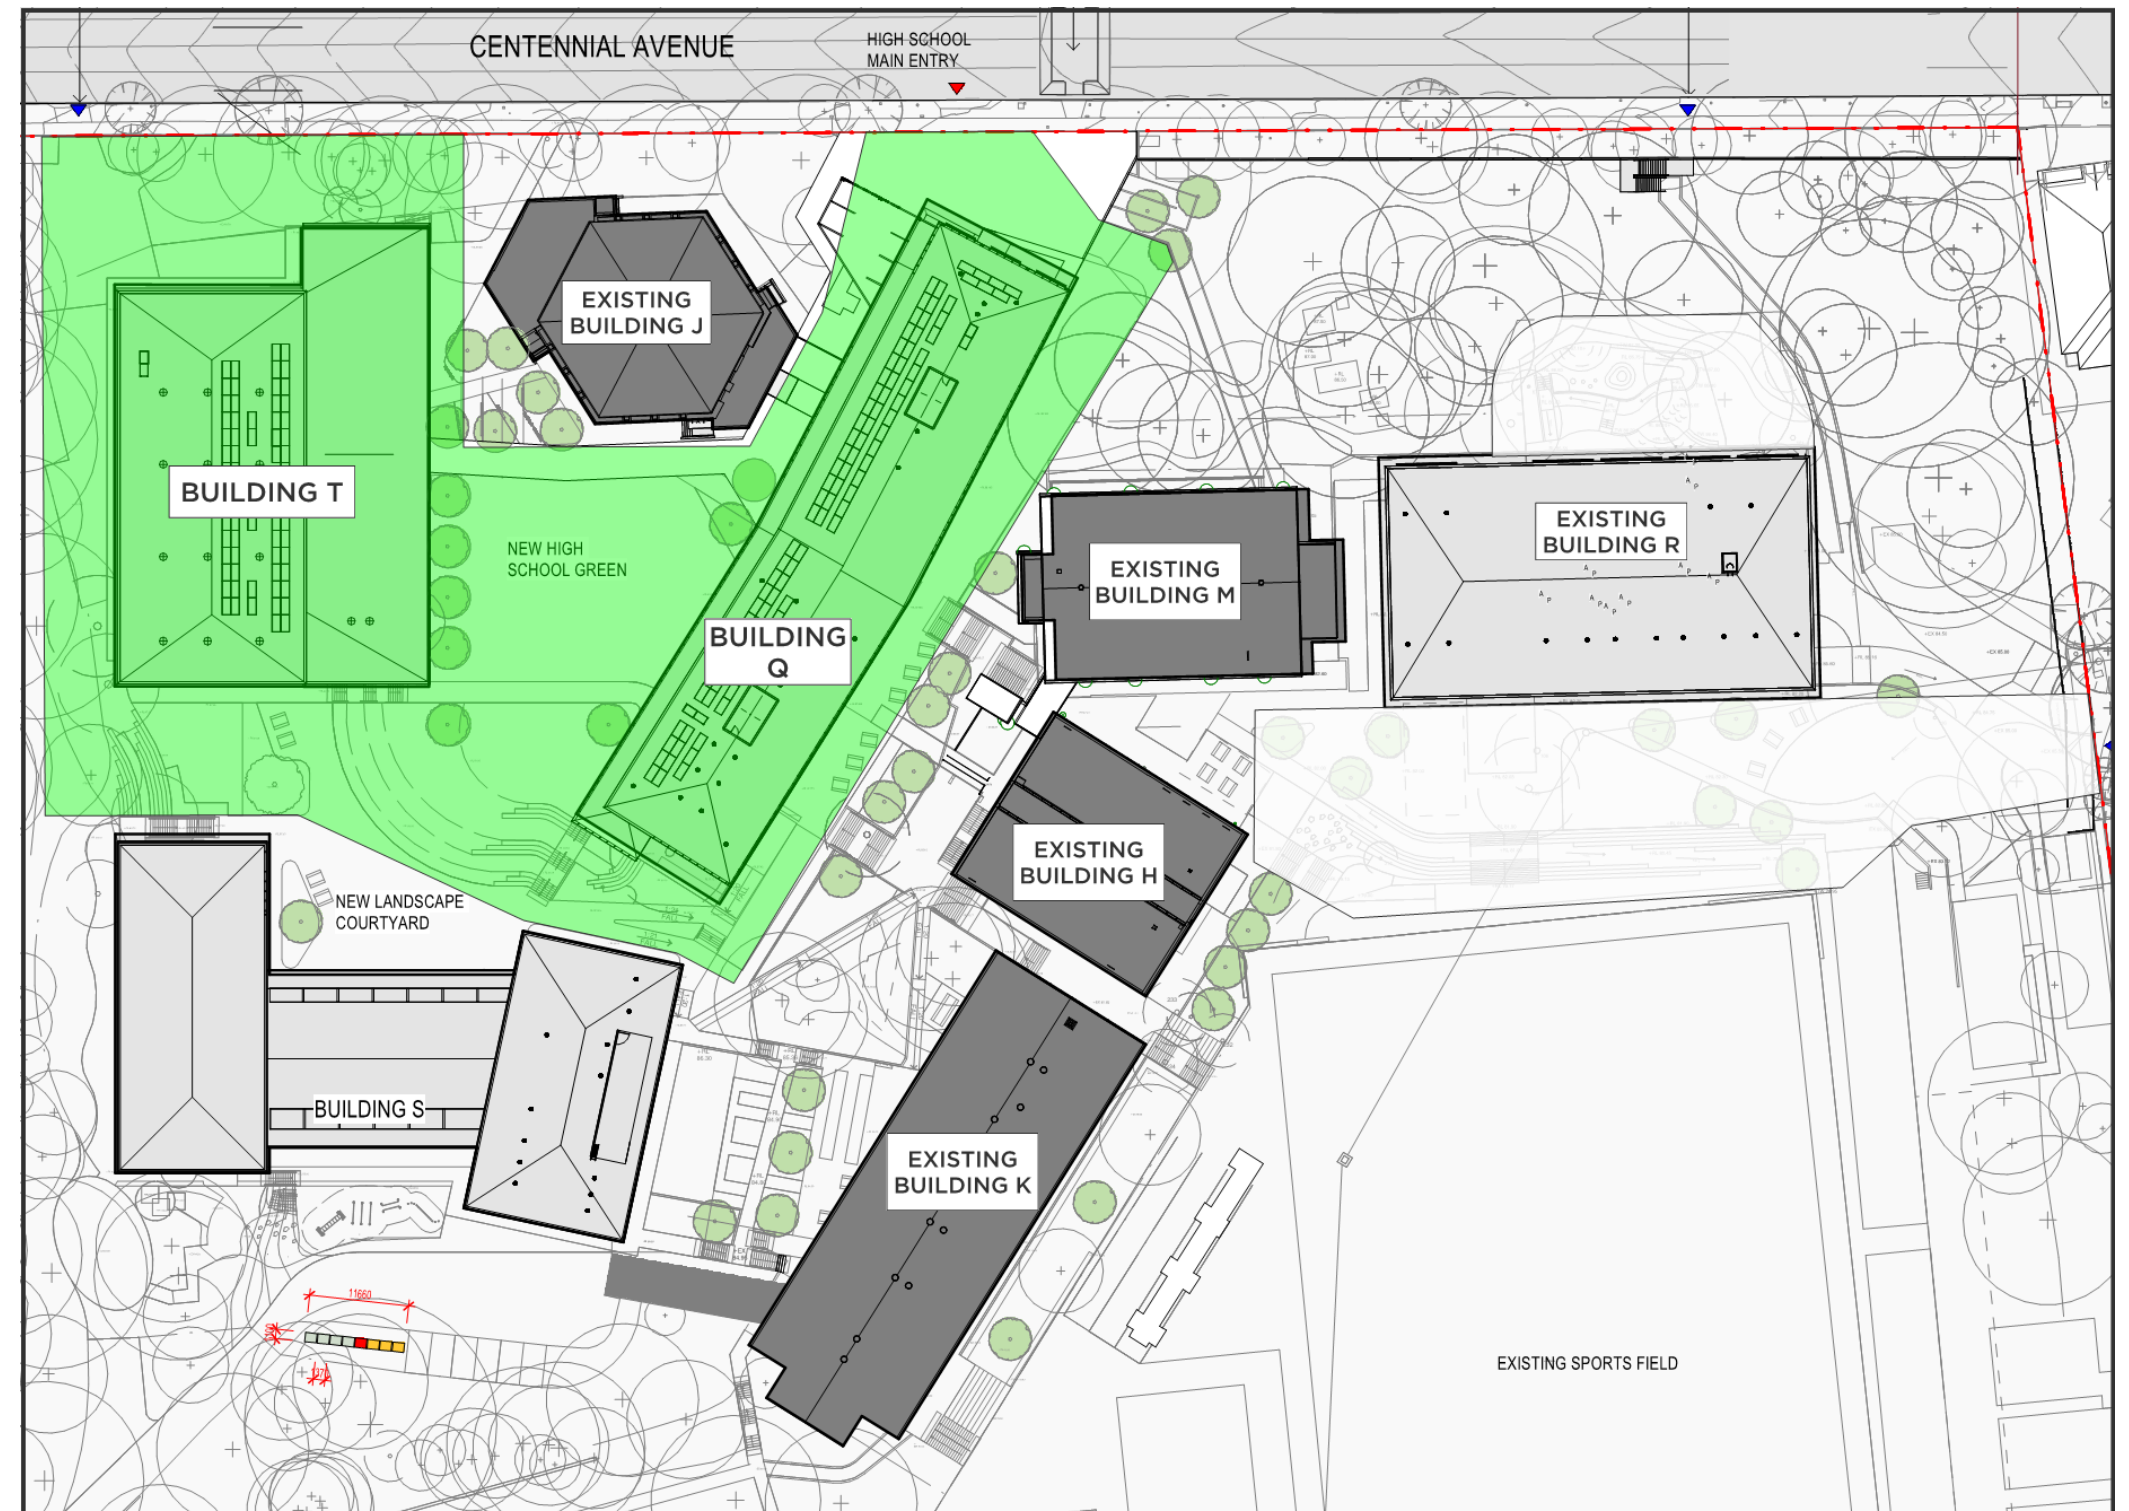 CENTENNIAL AVENUE
HIGH SCHOOL
MAIN ENTRY
EXISTING
BUILDING J
BUILDING T
NEW HIGH
SCHOOL GREEN
BUILDING
Q
EXISTING
BUILDING M
EXISTING
BUILDING R
EXISTING
BUILDING H
NEW LANDSCAPE
COURTYARD
BUILDING S
EXISTING
BUILDING K
11660
EXISTING SPORTS FIELD